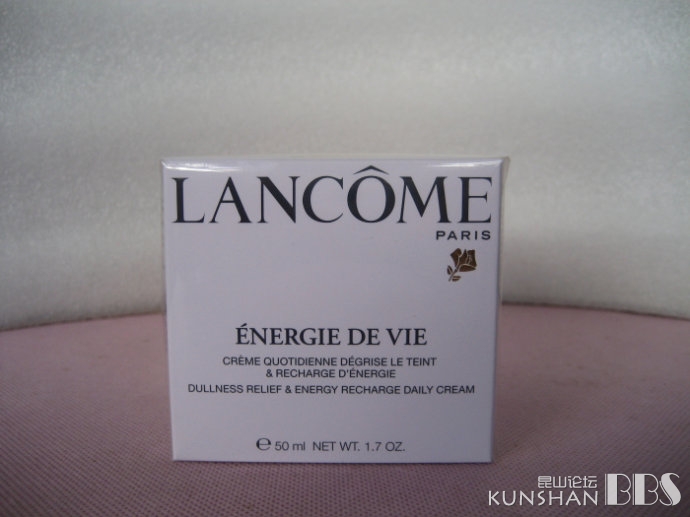 LANCÔME
PARIS
ÉNERGIE DE VIE
CRÈME QUOTIDIENNE DÉGRISE LE TEINT
& RECHARGE D'ÉNERGIE
DULLNESS RELIEF & ENERGY RECHARGE DAILY CREAM
℮ 50 ml NET WT. 1.7 OZ.
昆山论坛
KUNSHAN BBS